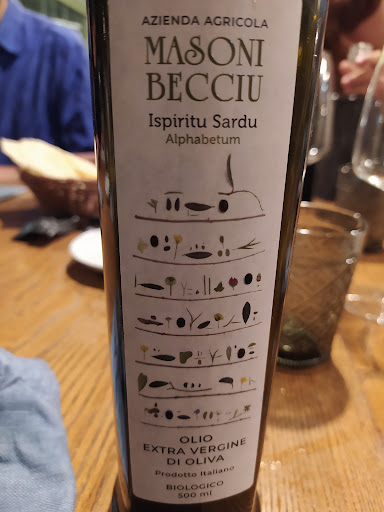 AZIENDA AGRICOLA
MASONI
BECCIU
Ispiritu Sardu
Alphabetum
OLIO
EXTRA VERGINE
DI OLIVA
Prodotto Italiano
BIOLOGICO
500 ml